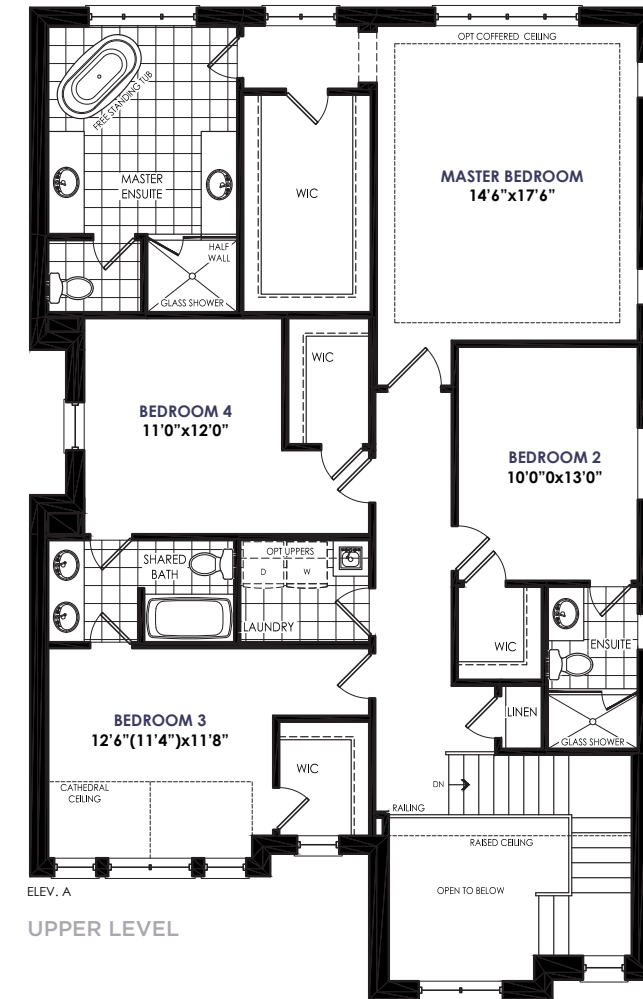 OPT COFFERED CEILING
FREE STANDING TUB
MASTER
ENSUITE
WIC
MASTER BEDROOM
14'6"x17'6"
HALF
WALL
GLASS SHOWER
WIC
BEDROOM 4
11'0"x12'0"
BEDROOM 2
10'0"0x13'0"
SHARED
BATH
OPT UPPERS
D
W
LAUNDRY
WIC
ENSUITE
BEDROOM 3
12'6"(11'4")x11'8"
LINEN
GLASS SHOWER
WIC
CATHEDRAL
CEILING
DN
RAILING
RAISED CEILING
OPEN TO BELOW
ELEV. A
UPPER LEVEL